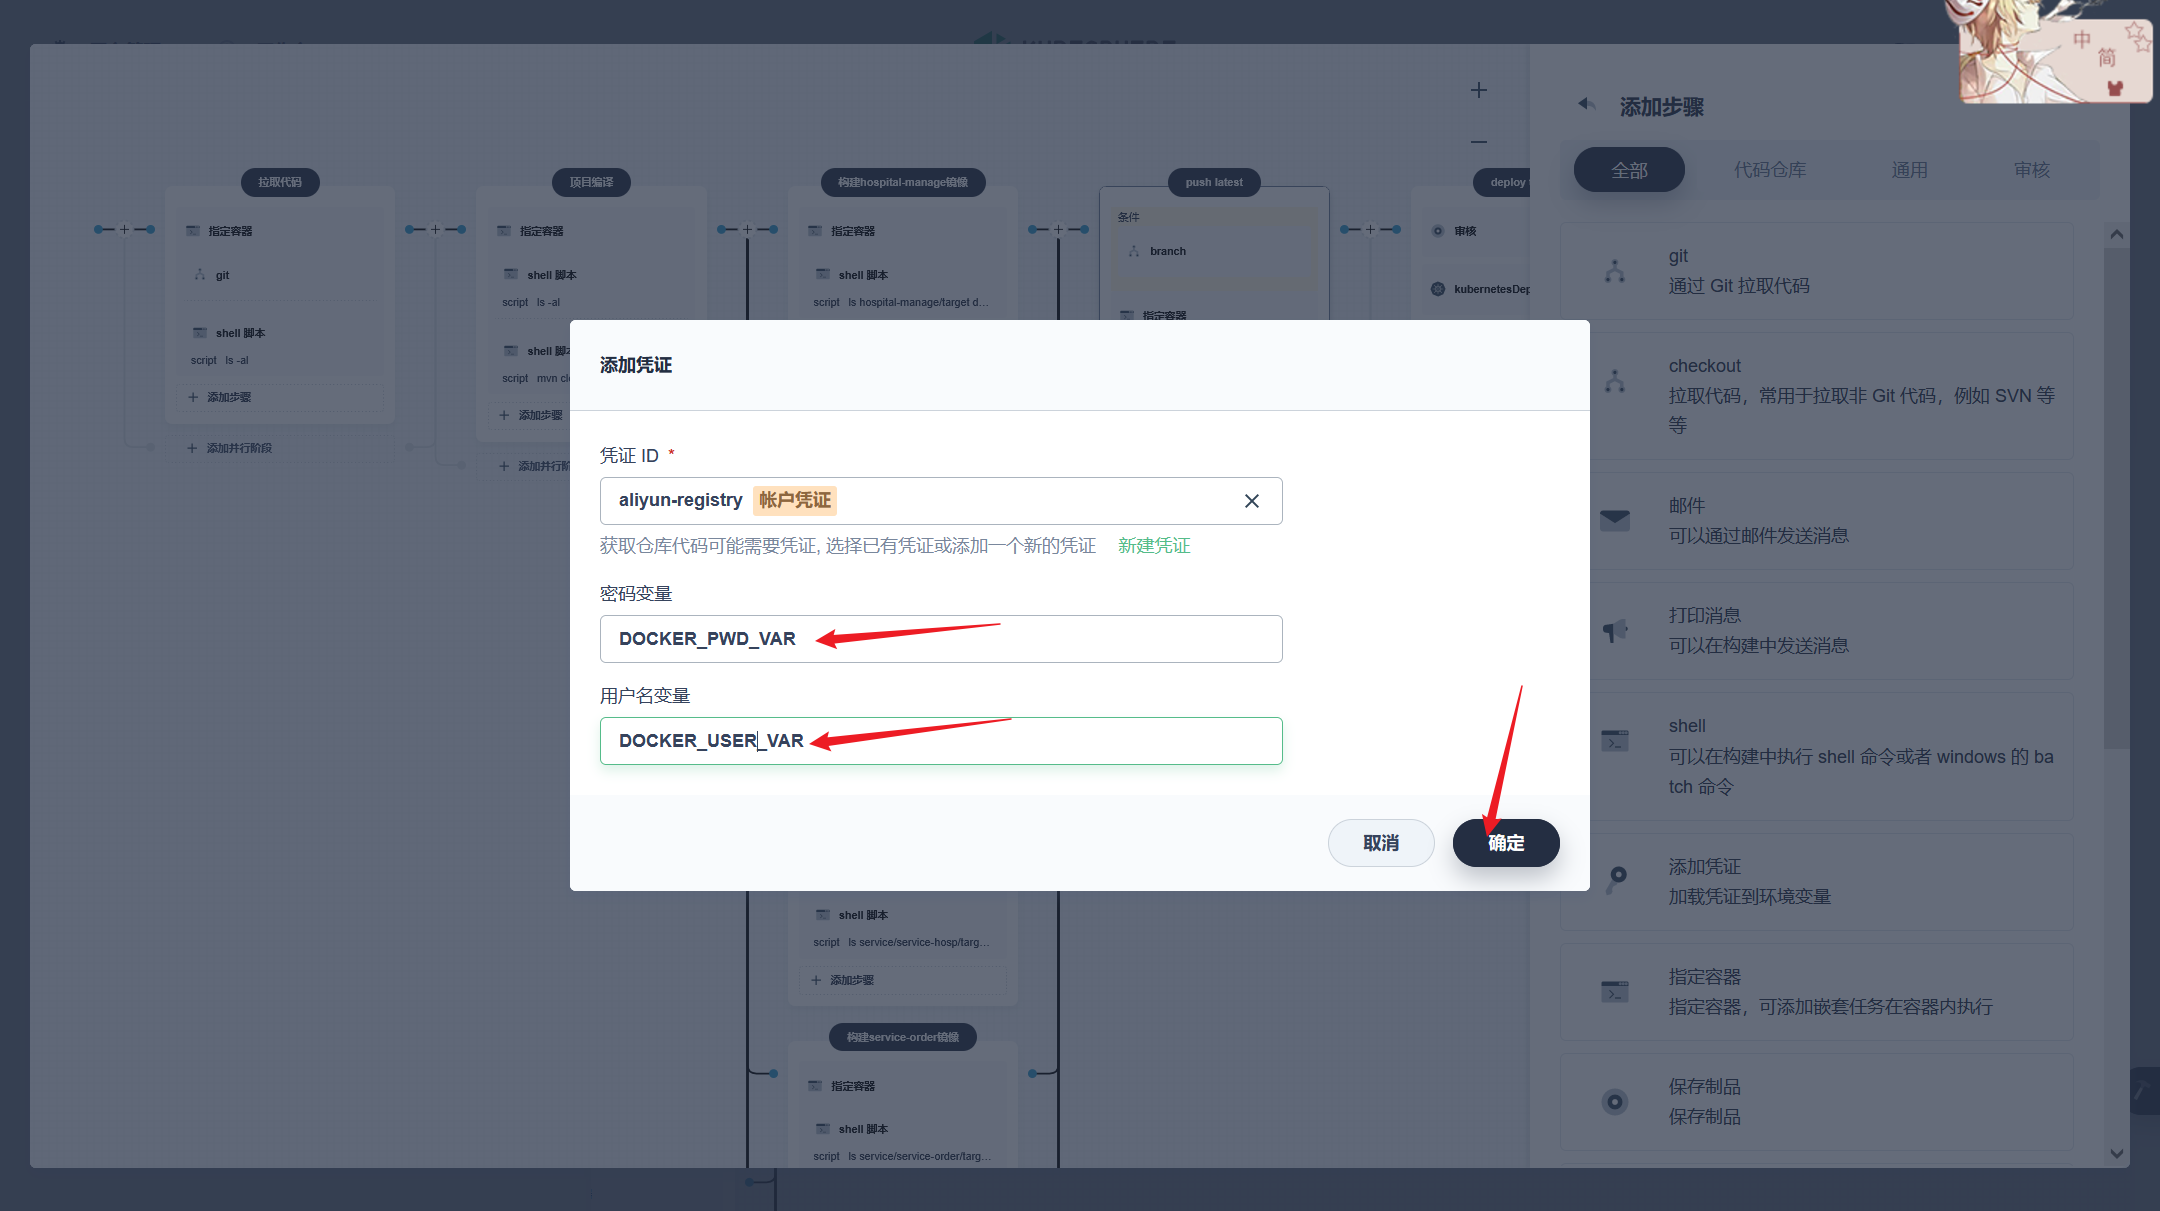 中
简
添加步骤
全部
代码仓库
通用
审核
拉取代码
指定容器
git
shell 脚本
script ls -al
添加步骤
添加并行阶段
项目编译
指定容器
shell 脚本
script ls -al
shell 脚
script mvn cl
添加步骤
添加并行阶
构建hospital-manage镜像
指定容器
shell 脚本
script ls hospital-manage/target d...
push latest
条件
branch
指定容器
deploy
审核
kubernetesDep
添加凭证
凭证 ID *
aliyun-registry 帐户凭证
获取仓库代码可能需要凭证, 选择已有凭证或添加一个新的凭证 新建凭证
密码变量
DOCKER_PWD_VAR
用户名变量
DOCKER_USER_VAR
取消
确定
shell 脚本
script ls service/service-hosp/targ...
添加步骤
构建service-order镜像
指定容器
shell 脚本
script ls service/service-order/targ...
git
通过 Git 拉取代码
checkout
拉取代码，常用于拉取非 Git 代码，例如 SVN 等
等
邮件
可以通过邮件发送消息
打印消息
可以在构建中发送消息
shell
可以在构建中执行 shell 命令或者 windows 的 ba
tch 命令
添加凭证
加载凭证到环境变量
指定容器
指定容器，可添加嵌套任务在容器内执行
保存制品
保存制品